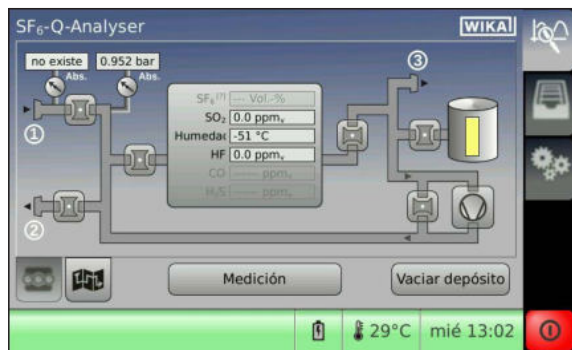 SF₆-Q-Analyser
WIKA
no existe
0.952 bar
Abs.
Abs.
①
②
③
SF₆ --- Vol.-%
SO₂ 0.0 ppmᵥ
Humeda -51 °C
HF 0.0 ppmᵥ
CO ----- ppmᵥ
H₂S ----- ppmᵥ
Medición
Vaciar depósito
29°C
mié 13:02